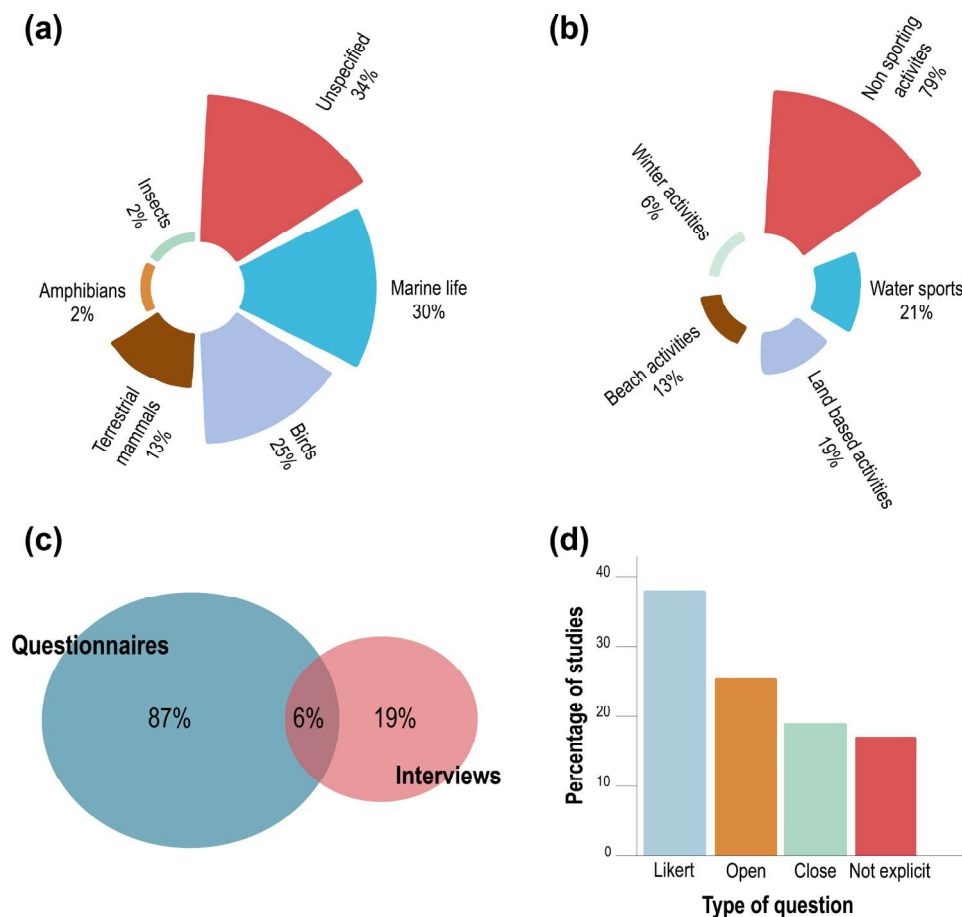 (a)
Unspecified
34%
Insects
2%
Amphibians
2%
Marine life
30%
Terrestrial
mammals
13%
Birds
25%
(b)
Non sporting
activites
79%
Winter activities
6%
Water sports
21%
Beach activities
13%
Land based activities
19%
(c)
Questionnaires
87%
6%
19%
Interviews
(d)
Percentage of studies
40
30
20
10
0
Likert
Open
Close
Not explicit
Type of question